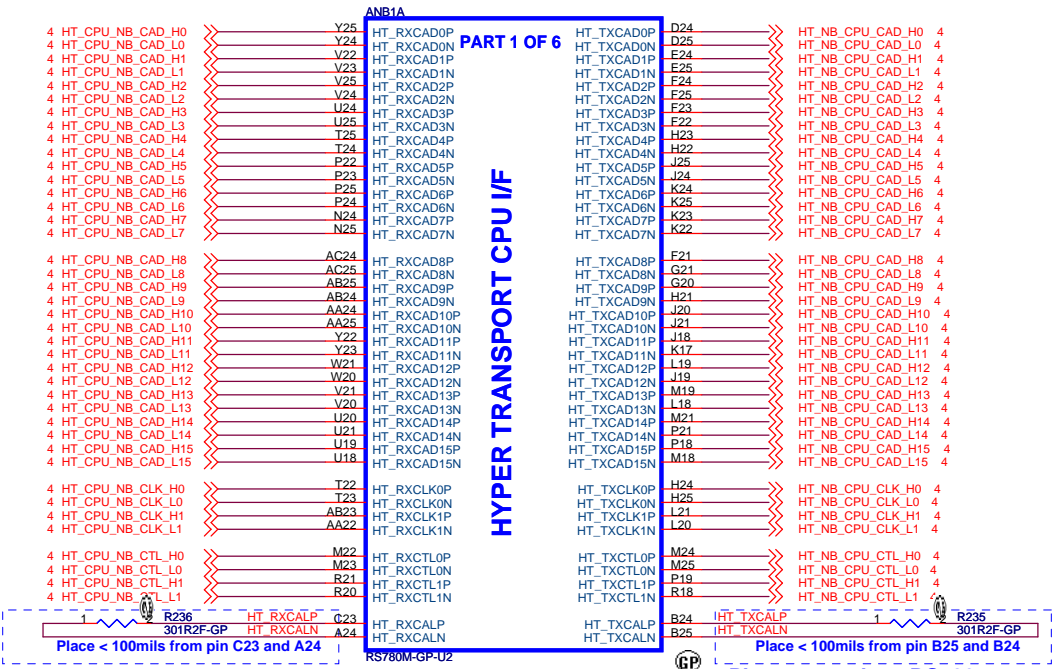 ANB1A
4 HT_CPU_NB_CAD_H0 Y25 HT_RXCAD0P PART 1 OF 6 HT_TXCAD0P D24 HT_NB_CPU_CAD_H0 4
4 HT_CPU_NB_CAD_L0 Y24 HT_RXCAD0N HT_TXCAD0N D25 HT_NB_CPU_CAD_L0 4
4 HT_CPU_NB_CAD_H1 V22 HT_RXCAD1P HT_TXCAD1P E24 HT_NB_CPU_CAD_H1 4
4 HT_CPU_NB_CAD_L1 V23 HT_RXCAD1N HT_TXCAD1N E25 HT_NB_CPU_CAD_L1 4
4 HT_CPU_NB_CAD_H2 V25 HT_RXCAD2P HT_TXCAD2P F24 HT_NB_CPU_CAD_H2 4
4 HT_CPU_NB_CAD_L2 V24 HT_RXCAD2N HT_TXCAD2N F25 HT_NB_CPU_CAD_L2 4
4 HT_CPU_NB_CAD_H3 U24 HT_RXCAD3P HT_TXCAD3P F23 HT_NB_CPU_CAD_H3 4
4 HT_CPU_NB_CAD_L3 U25 HT_RXCAD3N HT_TXCAD3N F22 HT_NB_CPU_CAD_L3 4
4 HT_CPU_NB_CAD_H4 T25 HT_RXCAD4P HT_TXCAD4P H23 HT_NB_CPU_CAD_H4 4
4 HT_CPU_NB_CAD_L4 T24 HT_RXCAD4N HT_TXCAD4N H22 HT_NB_CPU_CAD_L4 4
4 HT_CPU_NB_CAD_H5 P22 HT_RXCAD5P HT_TXCAD5P J25 HT_NB_CPU_CAD_H5 4
4 HT_CPU_NB_CAD_L5 P23 HT_RXCAD5N HT_TXCAD5N J24 HT_NB_CPU_CAD_L5 4
4 HT_CPU_NB_CAD_H6 P25 HT_RXCAD6P HT_TXCAD6P K24 HT_NB_CPU_CAD_H6 4
4 HT_CPU_NB_CAD_L6 P24 HT_RXCAD6N HT_TXCAD6N K25 HT_NB_CPU_CAD_L6 4
4 HT_CPU_NB_CAD_H7 N24 HT_RXCAD7P HT_TXCAD7P K23 HT_NB_CPU_CAD_H7 4
4 HT_CPU_NB_CAD_L7 N25 HT_RXCAD7N HT_TXCAD7N K22 HT_NB_CPU_CAD_L7 4
HYPER TRANSPORT CPU I/F
4 HT_CPU_NB_CAD_H8 AC24 HT_RXCAD8P HT_TXCAD8P F21 HT_NB_CPU_CAD_H8 4
4 HT_CPU_NB_CAD_L8 AC25 HT_RXCAD8N HT_TXCAD8N G21 HT_NB_CPU_CAD_L8 4
4 HT_CPU_NB_CAD_H9 AB25 HT_RXCAD9P HT_TXCAD9P G20 HT_NB_CPU_CAD_H9 4
4 HT_CPU_NB_CAD_L9 AB24 HT_RXCAD9N HT_TXCAD9N H21 HT_NB_CPU_CAD_L9 4
4 HT_CPU_NB_CAD_H10 AA24 HT_RXCAD10P HT_TXCAD10P J20 HT_NB_CPU_CAD_H10 4
4 HT_CPU_NB_CAD_L10 AA25 HT_RXCAD10N HT_TXCAD10N J21 HT_NB_CPU_CAD_L10 4
4 HT_CPU_NB_CAD_H11 Y22 HT_RXCAD11P HT_TXCAD11P J18 HT_NB_CPU_CAD_H11 4
4 HT_CPU_NB_CAD_L11 Y23 HT_RXCAD11N HT_TXCAD11N K17 HT_NB_CPU_CAD_L11 4
4 HT_CPU_NB_CAD_H12 W21 HT_RXCAD12P HT_TXCAD12P L19 HT_NB_CPU_CAD_H12 4
4 HT_CPU_NB_CAD_L12 W20 HT_RXCAD12N HT_TXCAD12N J19 HT_NB_CPU_CAD_L12 4
4 HT_CPU_NB_CAD_H13 V21 HT_RXCAD13P HT_TXCAD13P M19 HT_NB_CPU_CAD_H13 4
4 HT_CPU_NB_CAD_L13 V20 HT_RXCAD13N HT_TXCAD13N L18 HT_NB_CPU_CAD_L13 4
4 HT_CPU_NB_CAD_H14 U20 HT_RXCAD14P HT_TXCAD14P M21 HT_NB_CPU_CAD_H14 4
4 HT_CPU_NB_CAD_L14 U21 HT_RXCAD14N HT_TXCAD14N P21 HT_NB_CPU_CAD_L14 4
4 HT_CPU_NB_CAD_H15 U19 HT_RXCAD15P HT_TXCAD15P P18 HT_NB_CPU_CAD_H15 4
4 HT_CPU_NB_CAD_L15 U18 HT_RXCAD15N HT_TXCAD15N M18 HT_NB_CPU_CAD_L15 4
4 HT_CPU_NB_CLK_H0 T22 HT_RXCLK0P HT_TXCLK0P H24 HT_NB_CPU_CLK_H0 4
4 HT_CPU_NB_CLK_L0 T23 HT_RXCLK0N HT_TXCLK0N H25 HT_NB_CPU_CLK_L0 4
4 HT_CPU_NB_CLK_H1 AB23 HT_RXCLK1P HT_TXCLK1P L21 HT_NB_CPU_CLK_H1 4
4 HT_CPU_NB_CLK_L1 AA22 HT_RXCLK1N HT_TXCLK1N L20 HT_NB_CPU_CLK_L1 4
4 HT_CPU_NB_CTL_H0 M22 HT_RXCTL0P HT_TXCTL0P M24 HT_NB_CPU_CTL_H0 4
4 HT_CPU_NB_CTL_L0 M23 HT_RXCTL0N HT_TXCTL0N M25 HT_NB_CPU_CTL_L0 4
4 HT_CPU_NB_CTL_H1 R21 HT_RXCTL1P HT_TXCTL1P P19 HT_NB_CPU_CTL_H1 4
4 HT_CPU_NB_CTL_L1 R20 HT_RXCTL1N HT_TXCTL1N R18 HT_NB_CPU_CTL_L1 4
1 2 R236 HT_RXCALP C23 HT_RXCALP HT_TXCALP B24 HT_TXCALP 1 2 R235
301R2F-GP HT_RXCALN A24 HT_RXCALN HT_TXCALN B25 HT_TXCALN 301R2F-GP
Place < 100mils from pin C23 and A24 Place < 100mils from pin B25 and B24
RS780M-GP-U2 GP